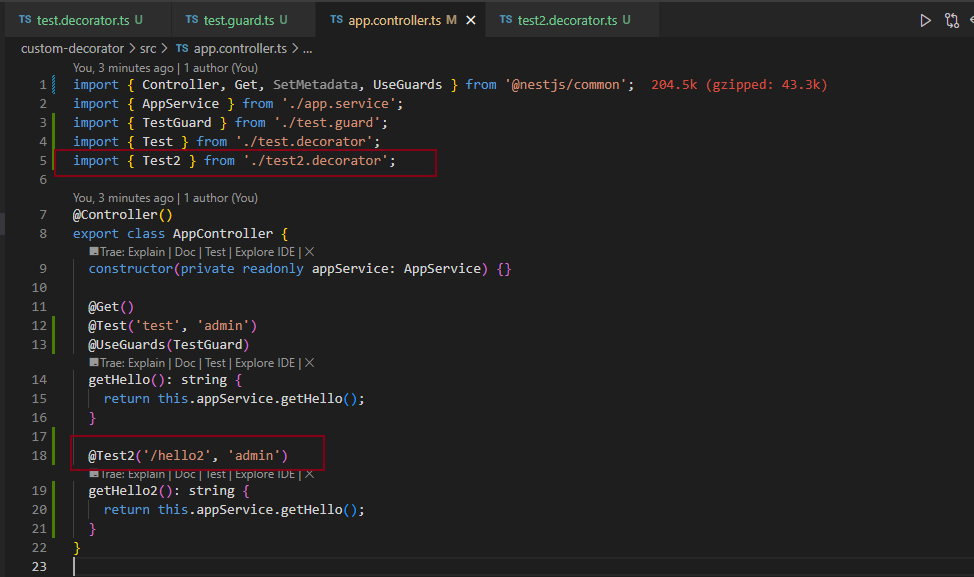 TS test.decorator.ts U TS test.guard.ts U TS app.controller.ts M TS test2.decorator.ts U
custom-decorator > src > TS app.controller.ts > ...
You, 3 minutes ago | 1 author (You)
1 import { Controller, Get, SetMetadata, UseGuards } from '@nestjs/common'; 204.5k (gzipped: 43.3k)
2 import { AppService } from './app.service';
3 import { TestGuard } from './test.guard';
4 import { Test } from './test.decorator';
5 import { Test2 } from './test2.decorator';
6
You, 3 minutes ago | 1 author (You)
7 @Controller()
8 export class AppController {
Trae: Explain | Doc | Test | Explore IDE | X
9 constructor(private readonly appService: AppService) {}
10
11 @Get()
12 @Test('test', 'admin')
13 @UseGuards(TestGuard)
Trae: Explain | Doc | Test | Explore IDE | X
14 getHello(): string {
15 return this.appService.getHello();
16 }
17
18 @Test2('/hello2', 'admin')
Trae: Explain | Doc | Test | Explore IDE | X
19 getHello2(): string {
20 return this.appService.getHello();
21 }
22 }
23